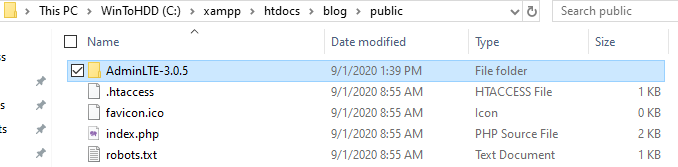 This PC > WinToHDD (C:) > xampp > htdocs > blog > public
Search public
Name Date modified Type Size
AdminLTE-3.0.5 9/1/2020 1:39 PM File folder
.htaccess 9/1/2020 8:55 AM HTACCESS File 1 KB
favicon.ico 9/1/2020 8:55 AM Icon 0 KB
index.php 9/1/2020 8:55 AM PHP Source File 2 KB
robots.txt 9/1/2020 8:55 AM Text Document 1 KB